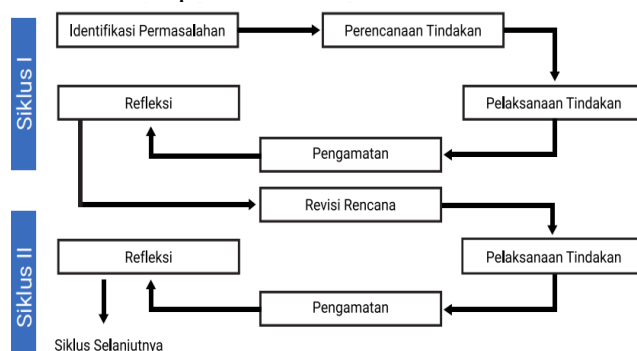 Siklus I
Identifikasi Permasalahan
Perencanaan Tindakan
Pelaksanaan Tindakan
Refleksi
Pengamatan
Revisi Rencana
Siklus II
Refleksi
Pelaksanaan Tindakan
Pengamatan
Siklus Selanjutnya